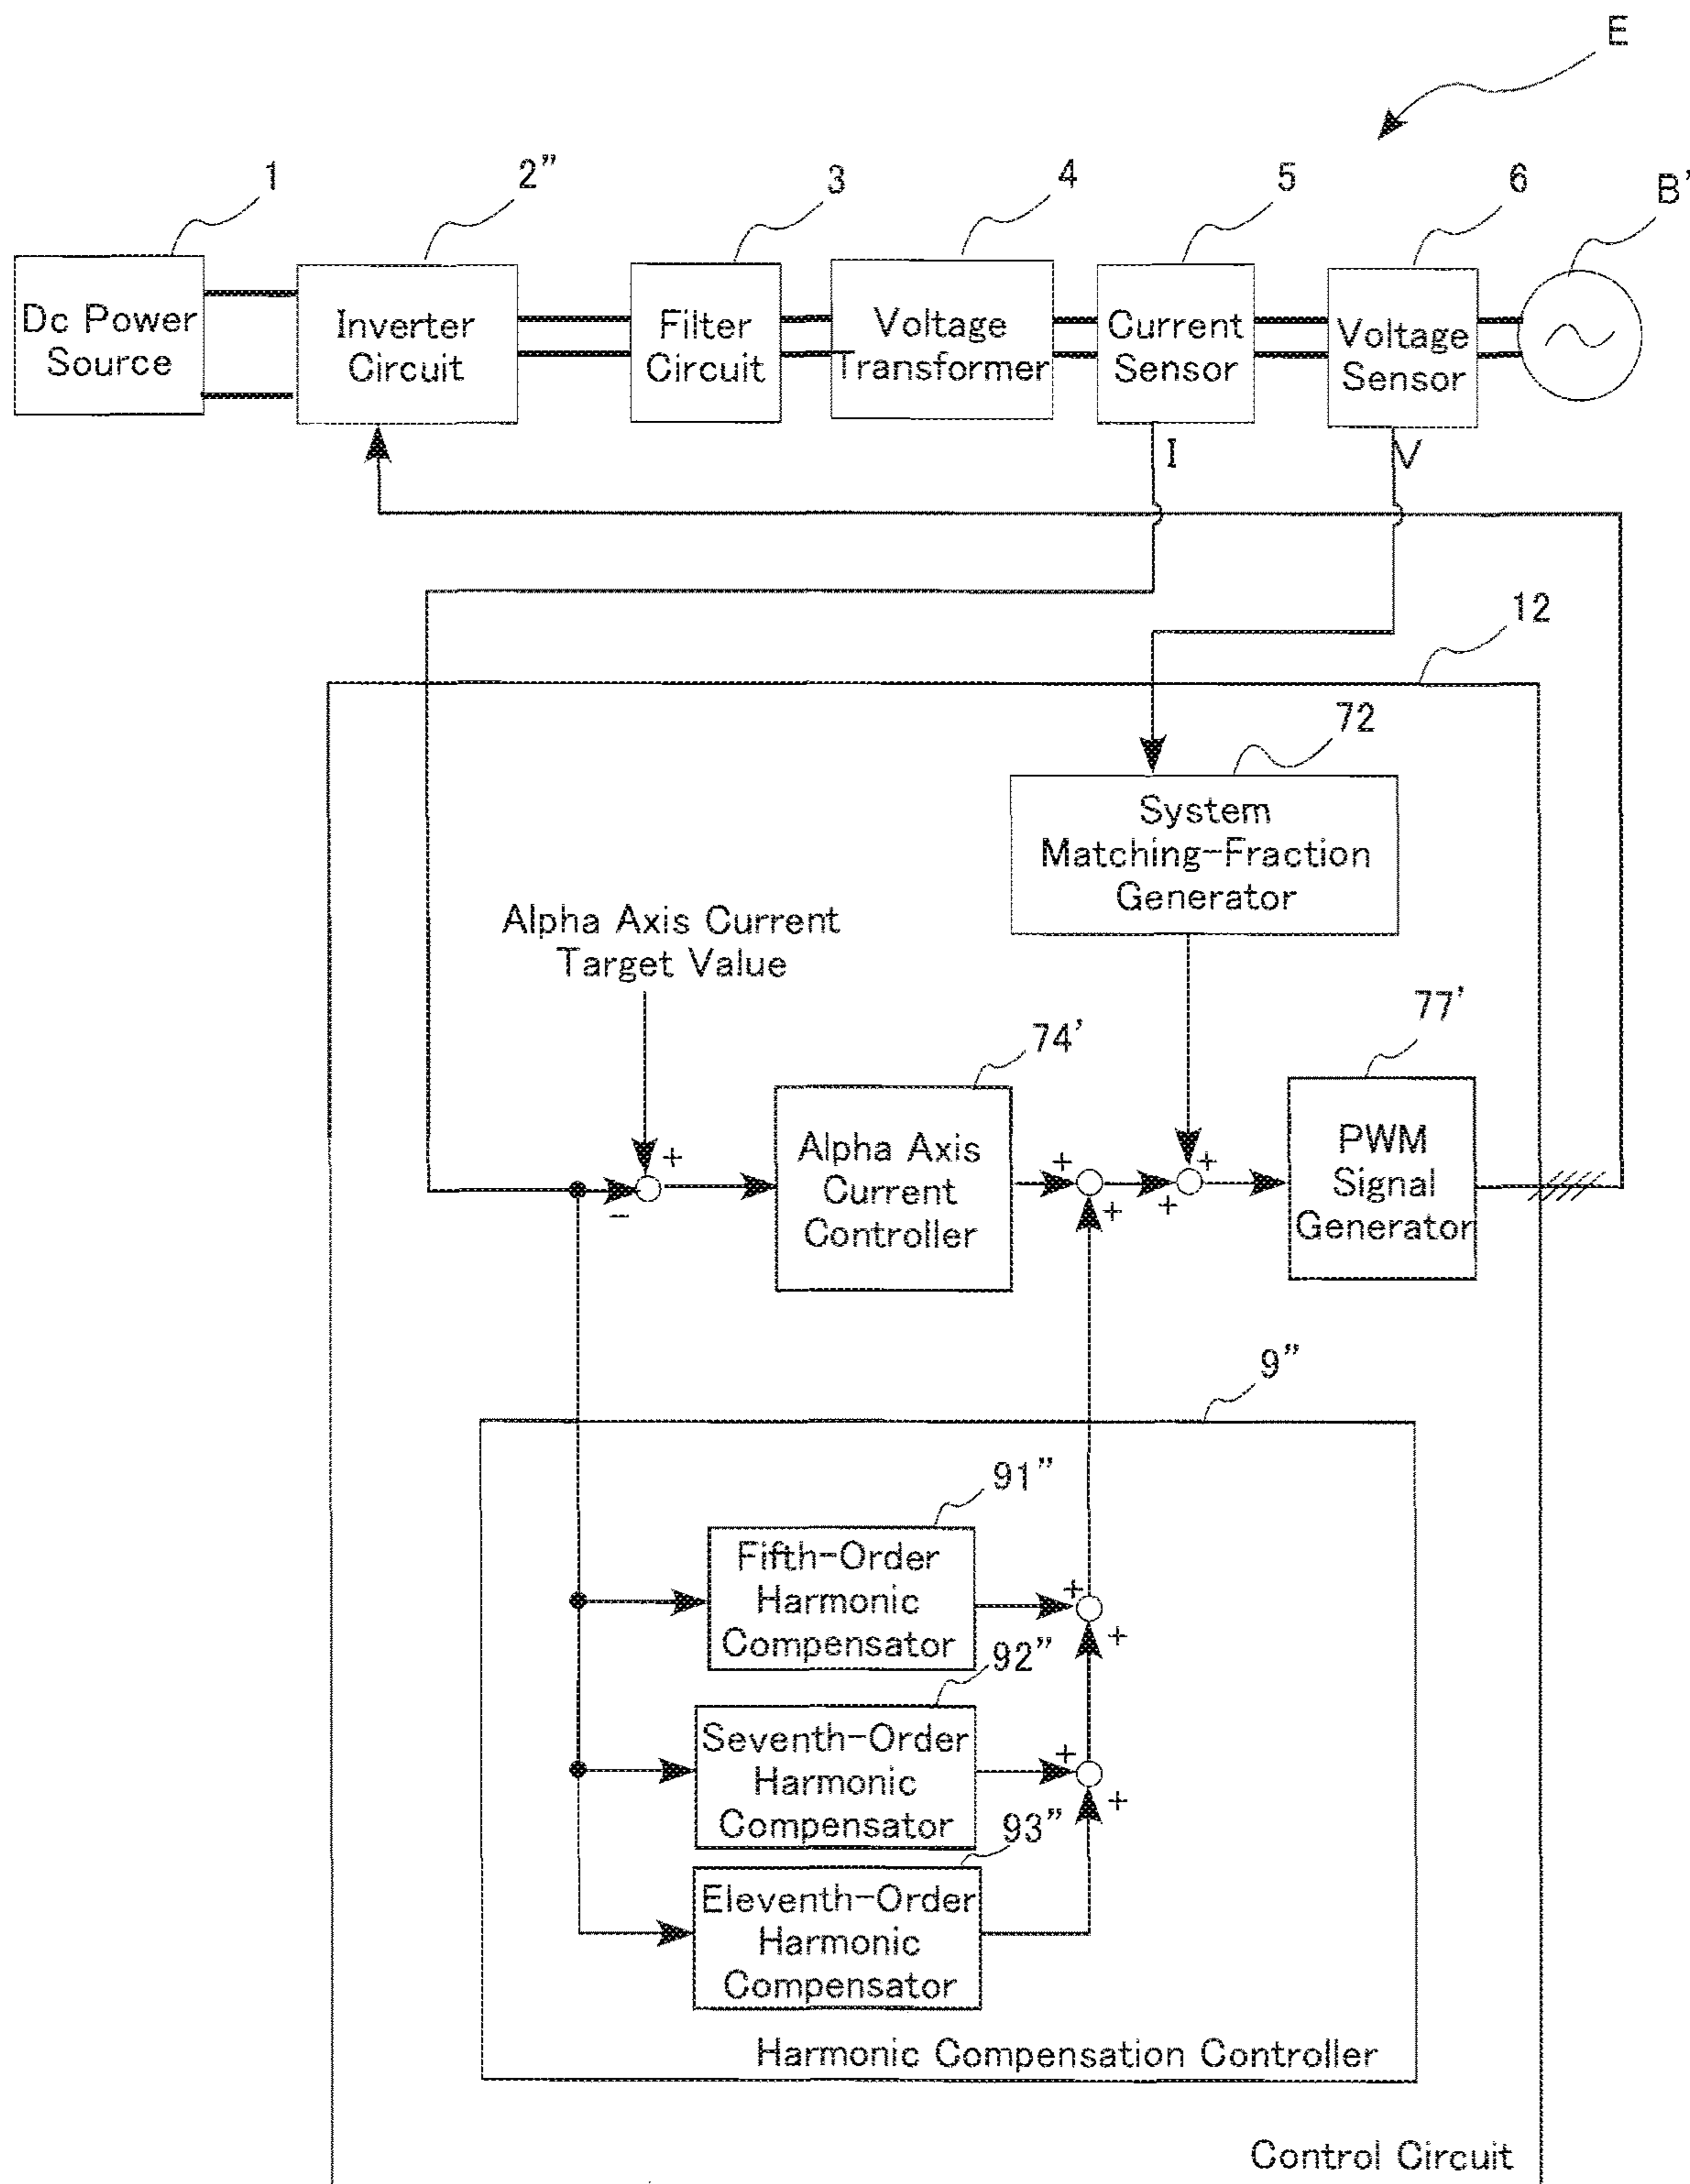 E
1
2”
3
4
5
6
B’
Dc Power
Source
Inverter
Circuit
Filter
Circuit
Voltage
Transformer
Current
Sensor
Voltage
Sensor
I
V
12
72
System
Matching-Fraction
Generator
Alpha Axis Current
Target Value
74’
77’
+
−
Alpha Axis
Current
Controller
+
+
+
+
PWM
Signal
Generator
9”
91”
Fifth-Order
Harmonic
Compensator
+
+
92”
Seventh-Order
Harmonic
Compensator
+
+
93”
Eleventh-Order
Harmonic
Compensator
Harmonic Compensation Controller
Control Circuit